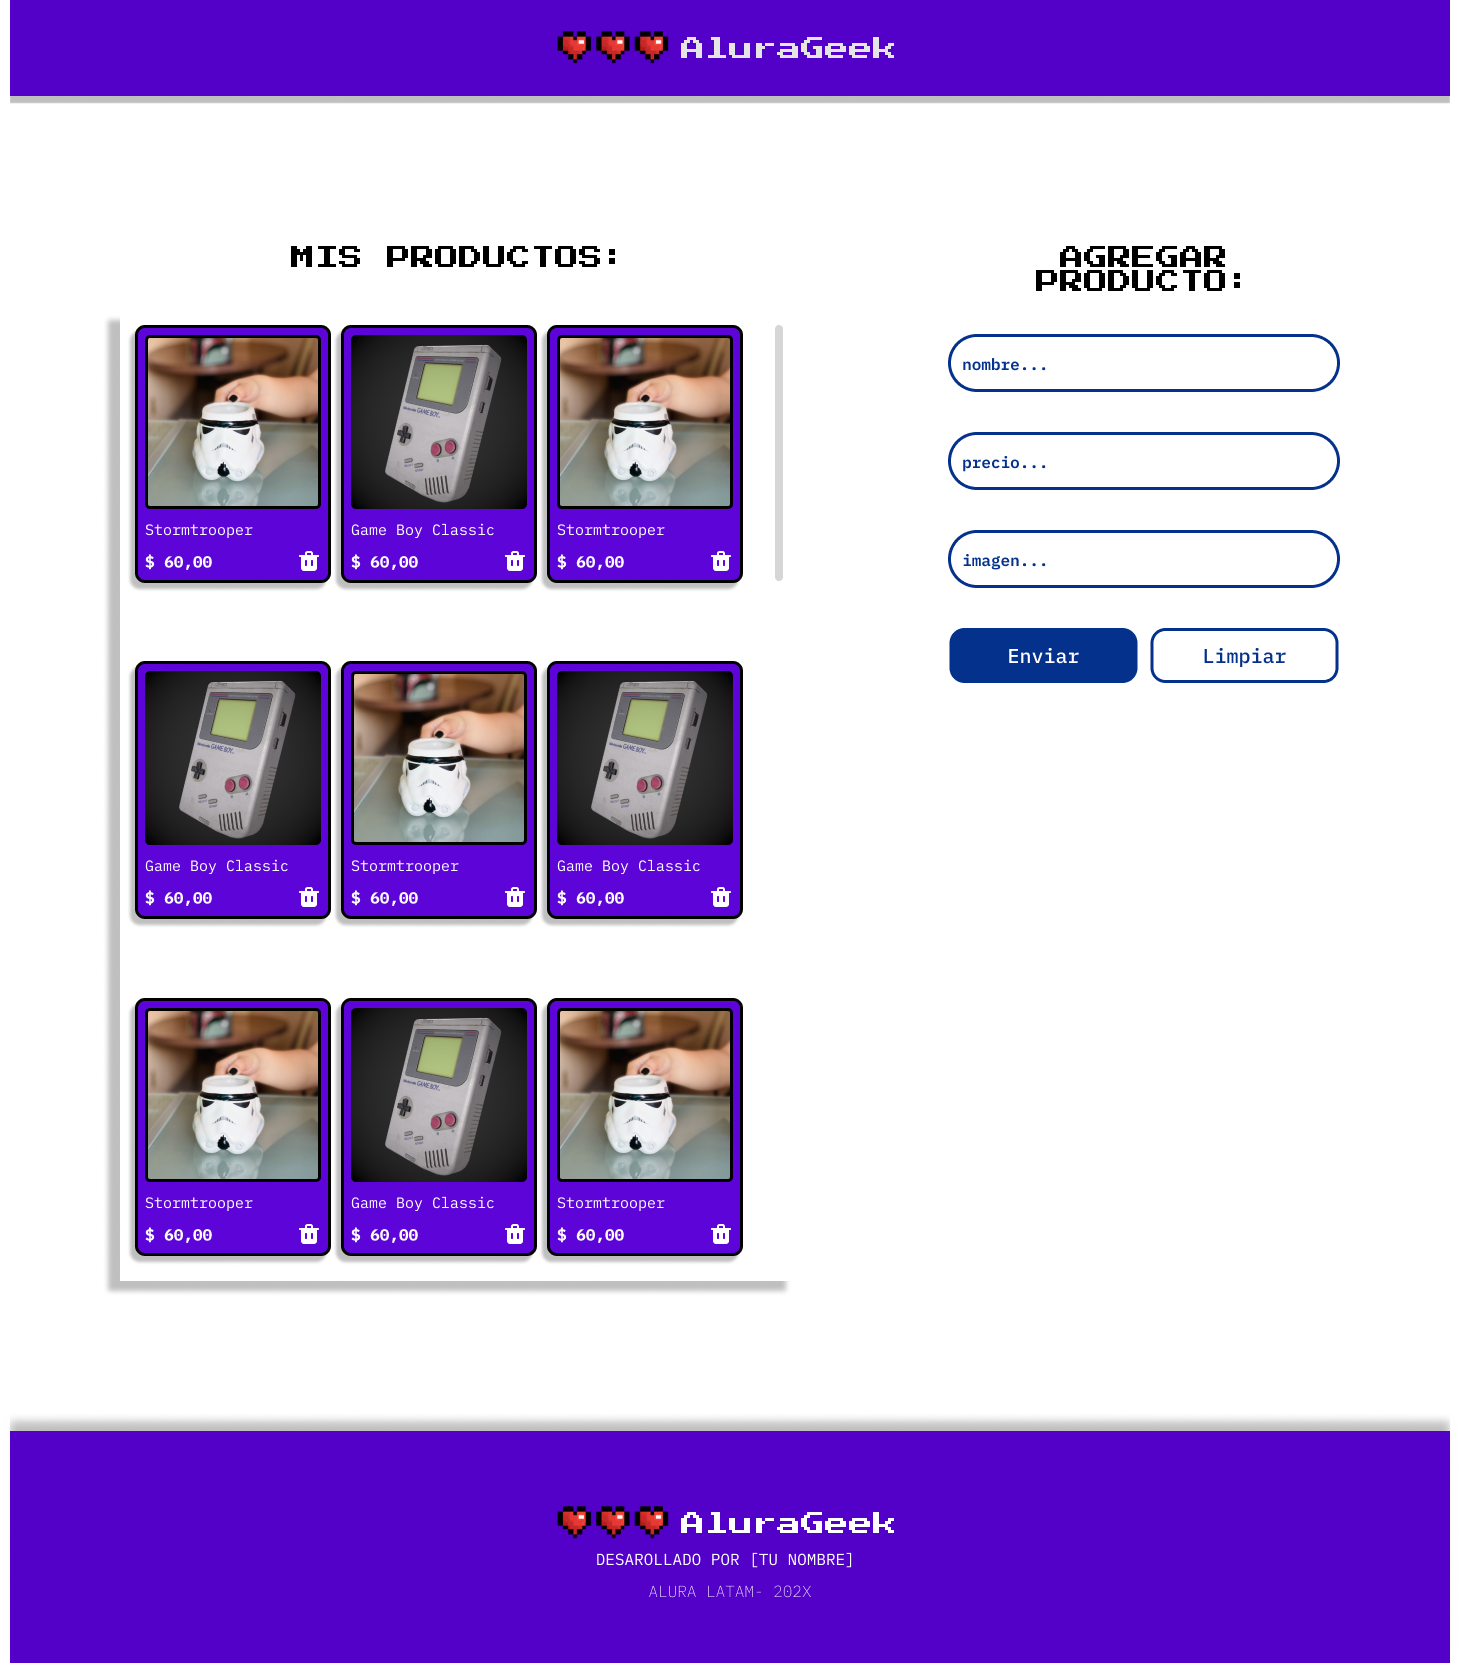 AluraGeek
MIS PRODUCTOS:
Stormtrooper
$ 60,00
Game Boy Classic
$ 60,00
Stormtrooper
$ 60,00
Game Boy Classic
$ 60,00
Stormtrooper
$ 60,00
Game Boy Classic
$ 60,00
Stormtrooper
$ 60,00
Game Boy Classic
$ 60,00
Stormtrooper
$ 60,00
AGREGAR
PRODUCTO:
nombre...
precio...
imagen...
Enviar
Limpiar
AluraGeek
DESAROLLADO POR [TU NOMBRE]
ALURA LATAM- 202X